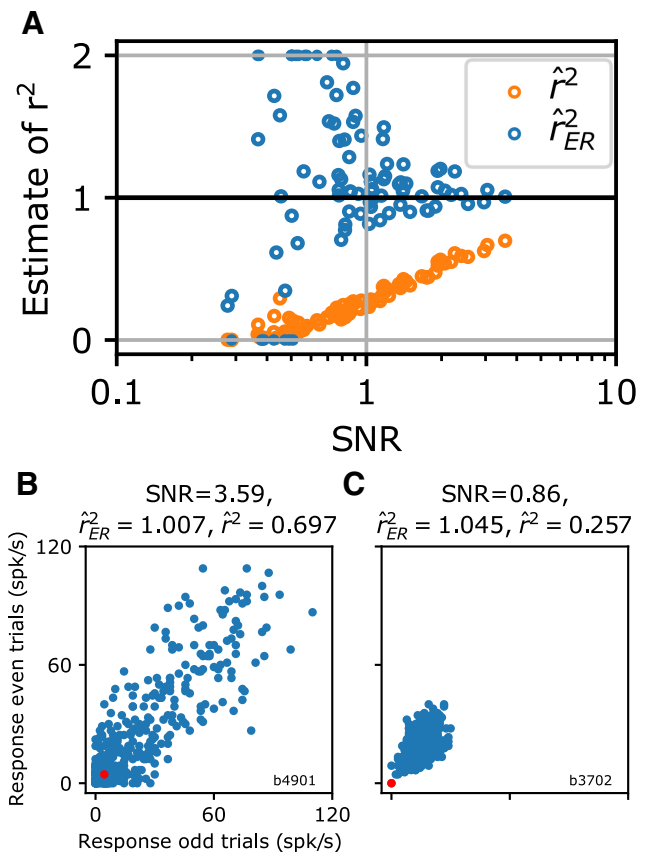 A
Estimate of r²
2
1
0
r̂²
r̂²_ER
0.1
1
10
SNR
B
SNR=3.59,
r̂²_ER = 1.007, r̂² = 0.697
C
SNR=0.86,
r̂²_ER = 1.045, r̂² = 0.257
Response even trials (spk/s)
120
60
0
b4901
0
60
120
Response odd trials (spk/s)
b3702